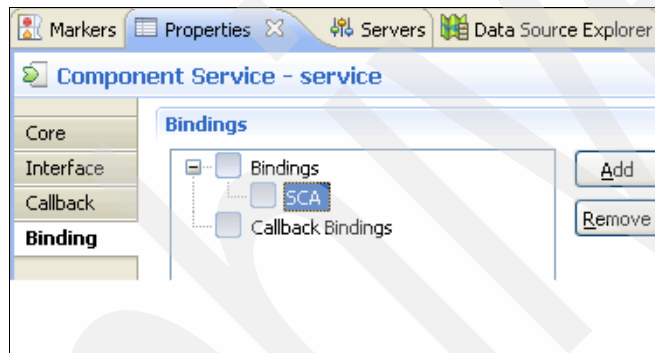 Markers Properties Servers Data Source Explorer
Component Service - service
Core
Interface
Callback
Binding
Bindings
Bindings
SCA
Callback Bindings
Add
Remove